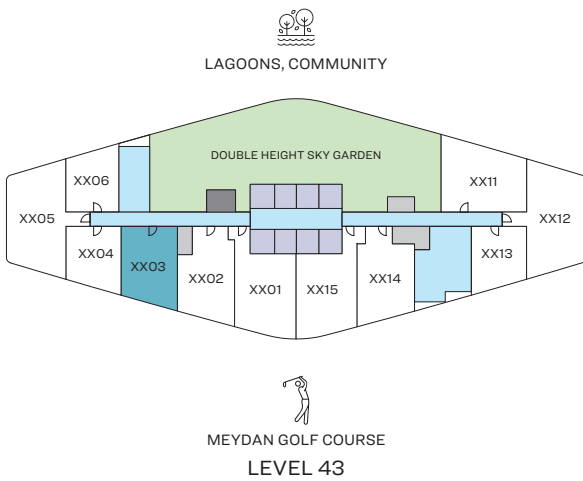 LAGOONS, COMMUNITY
DOUBLE HEIGHT SKY GARDEN
XX06
XX11
XX05
XX12
XX04
XX03
XX02
XX01
XX15
XX14
XX13
MEYDAN GOLF COURSE
LEVEL 43